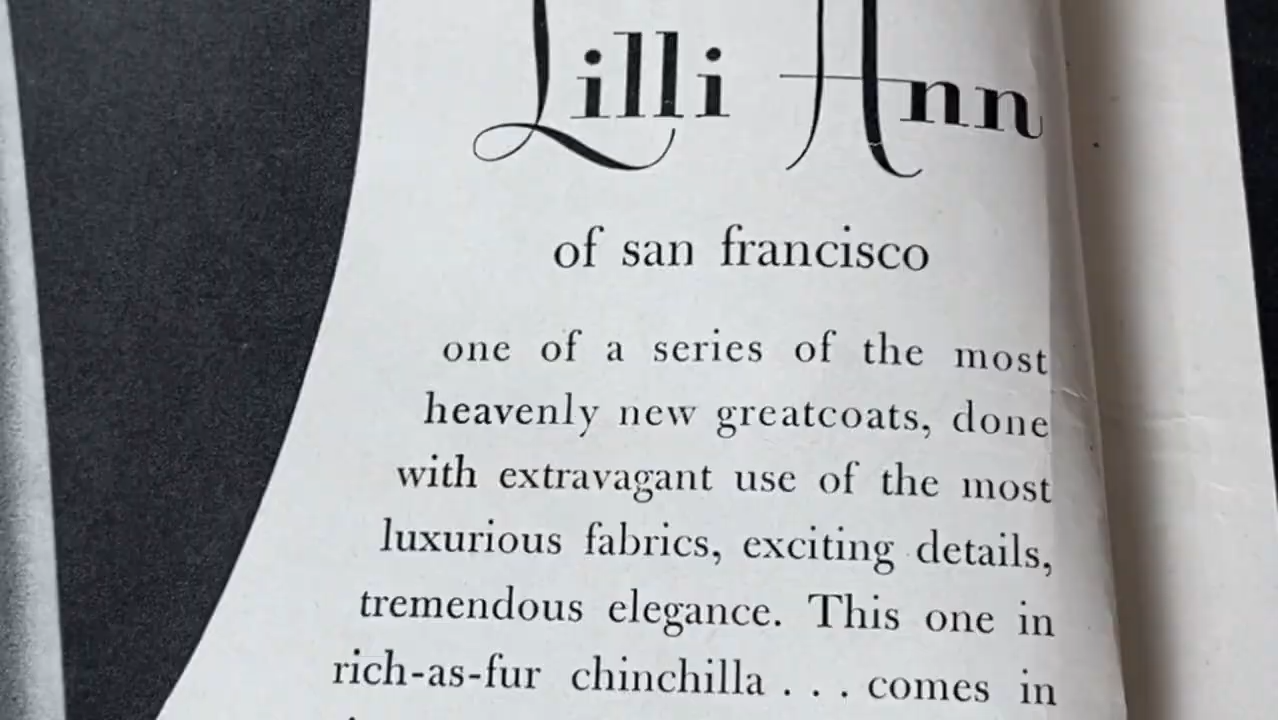 Lilli Ann
of san francisco
one of a series of the most
heavenly new greatcoats, done
with extravagant use of the most
luxurious fabrics, exciting details,
tremendous elegance. This one in
rich-as-fur chinchilla . . . comes in